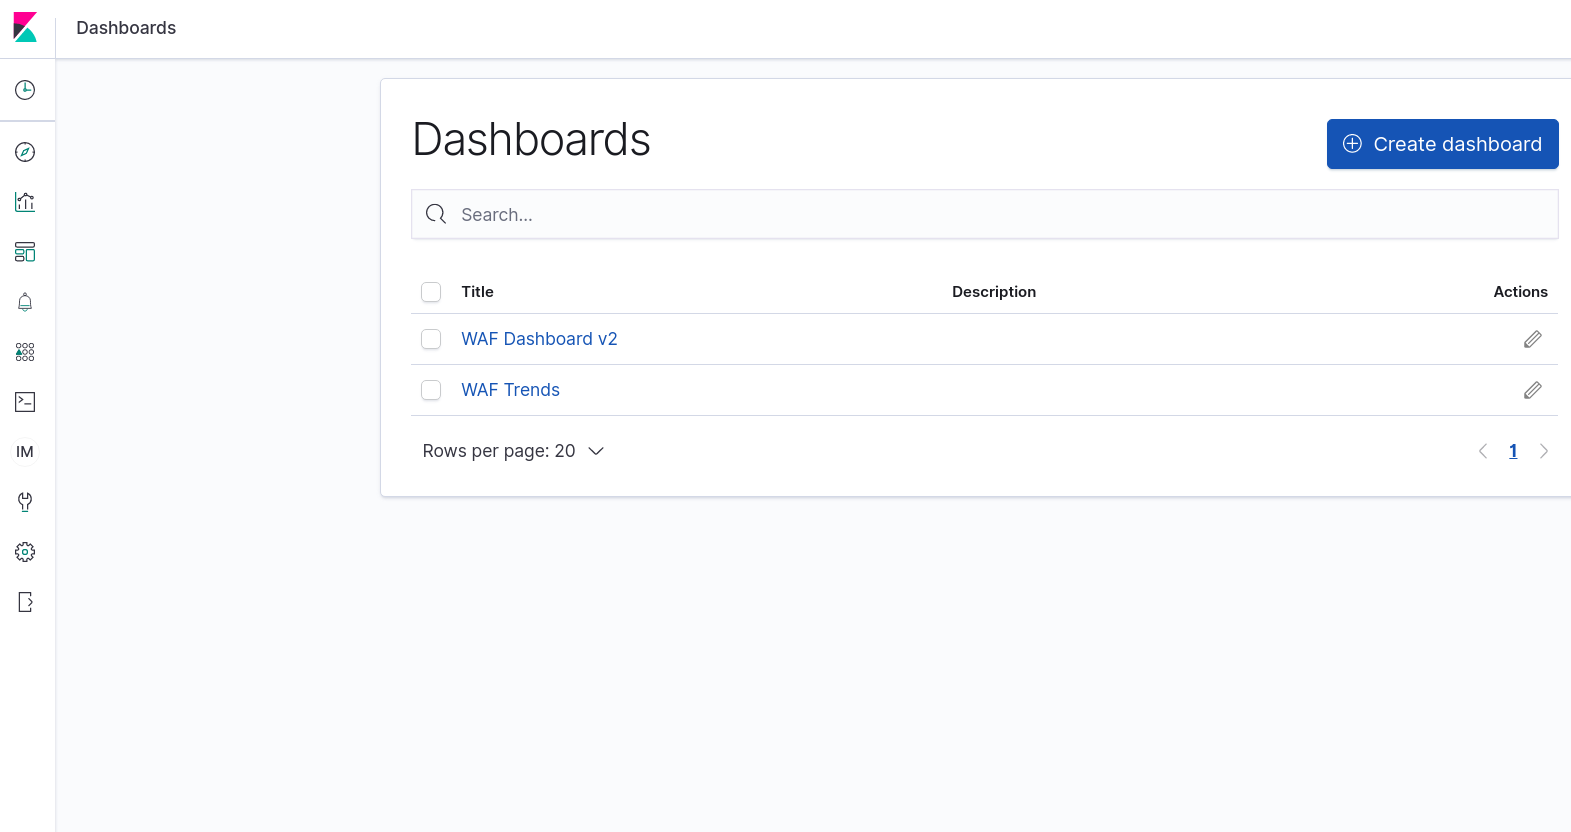 Dashboards
Dashboards
Create dashboard
Search...
Title Description Actions
WAF Dashboard v2
WAF Trends
IM
Rows per page: 20
1